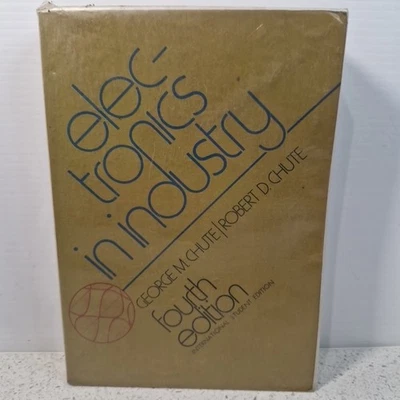 elec-
tronics
in industry
GEORGE M. CHUTE/ROBERT D. CHUTE
fourth
edition
INTERNATIONAL STUDENT EDITION